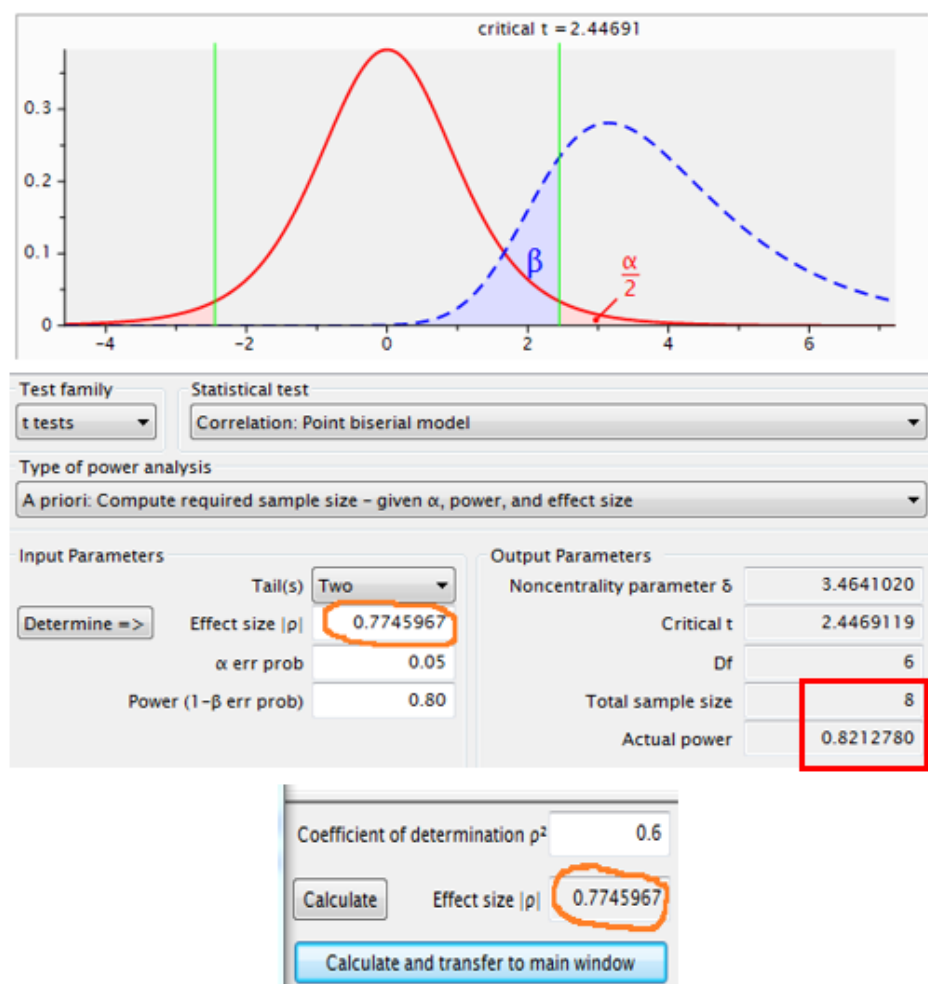 critical t = 2.44691
0.3
0.2
0.1
0
β
α
2
-4 -2 0 2 4 6
Test family Statistical test
t tests Correlation: Point biserial model
Type of power analysis
A priori: Compute required sample size - given α, power, and effect size
Input Parameters Output Parameters
Tail(s) Two Noncentrality parameter δ 3.4641020
Determine => Effect size |ρ| 0.7745967 Critical t 2.4469119
α err prob 0.05 Df 6
Power (1-β err prob) 0.80 Total sample size 8
Actual power 0.8212780
Coefficient of determination ρ² 0.6
Calculate Effect size |ρ| 0.7745967
Calculate and transfer to main window